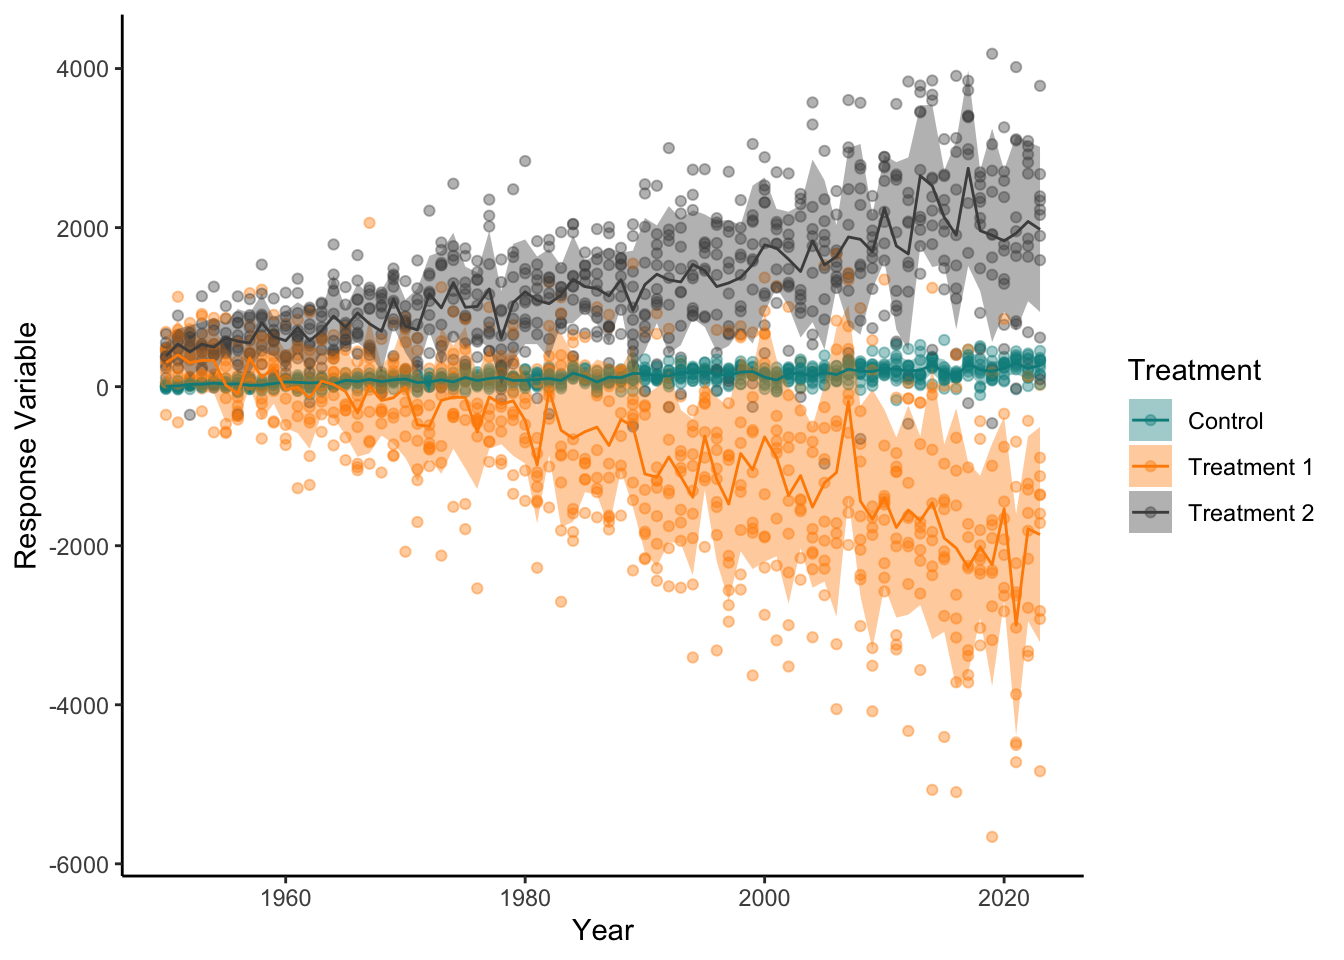 4000
2000
0
-2000
-4000
-6000
Response Variable
1960 1980 2000 2020
Year
Treatment
Control
Treatment 1
Treatment 2